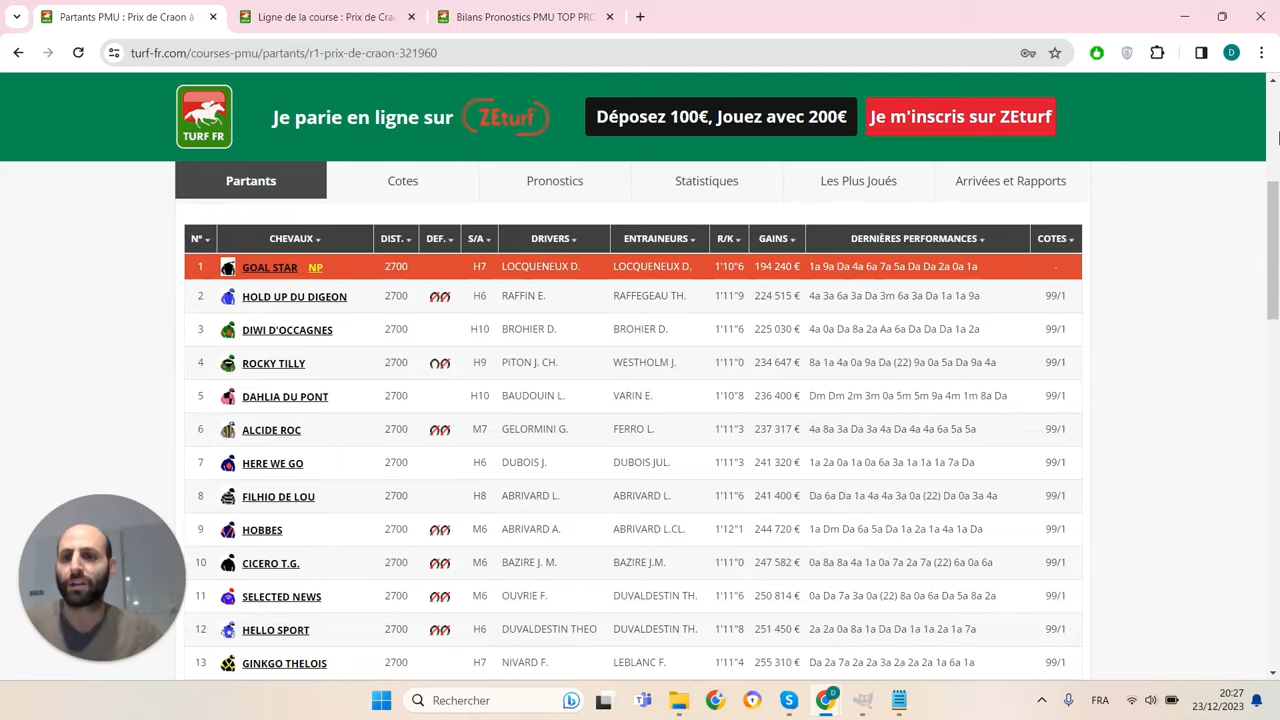 Partants PMU : Prix de Craon à
Ligne de la course : Prix de Cra
Bilans Pronostics PMU TOP PRO
turf-fr.com/courses-pmu/partants/r1-prix-de-craon-321960
D
TURF FR
Je parie en ligne sur ZEturf
Déposez 100€, Jouez avec 200€
Je m'inscris sur ZEturf
Partants Cotes Pronostics Statistiques Les Plus Joués Arrivées et Rapports
N° CHEVAUX DIST. DEF. S/A DRIVERS ENTRAINEURS R/K GAINS DERNIÈRES PERFORMANCES COTES
1 GOAL STAR NP 2700 H7 LOCQUENEUX D. LOCQUENEUX D. 1'10"6 194 240 € 1a 9a Da 4a 6a 7a 5a Da Da 2a 0a 1a -
2 HOLD UP DU DIGEON 2700 H6 RAFFIN E. RAFFEGEAU TH. 1'11"9 224 515 € 4a 3a 6a 3a Da 3m 6a 3a Da 1a 1a 9a 99/1
3 DIWI D'OCCAGNES 2700 H10 BROHIER D. BROHIER D. 1'11"6 225 030 € 4a 0a Da 8a 2a Aa 6a Da Da Da 1a 2a 99/1
4 ROCKY TILLY 2700 H9 PITON J. CH. WESTHOLM J. 1'11"0 234 647 € 8a 1a 4a 0a 9a Da (22) 9a 0a 5a Da 9a 4a 99/1
5 DAHLIA DU PONT 2700 H10 BAUDOUIN L. VARIN E. 1'10"8 236 400 € Dm Dm 2m 3m 0a 5m 5m 9a 4m 1m 8a Da 99/1
6 ALCIDE ROC 2700 M7 GELORMINI G. FERRO L. 1'11"3 237 317 € 4a 8a 3a Da 3a 4a Da 4a 4a 6a 5a 5a 99/1
7 HERE WE GO 2700 H6 DUBOIS J. DUBOIS JUL. 1'11"3 241 320 € 1a 2a 0a 1a 0a 6a 3a 1a 1a 1a 7a Da 99/1
8 FILHIO DE LOU 2700 H8 ABRIVARD L. ABRIVARD L. 1'11"6 241 400 € Da 6a Da 1a 4a 4a 3a 0a (22) Da 0a 3a 4a 99/1
9 HOBBES 2700 M6 ABRIVARD A. ABRIVARD L.CL. 1'12"1 244 720 € 1a Dm Da 6a 5a Da 1a 2a 1a 4a 1a Da 99/1
10 CICERO T.G. 2700 M6 BAZIRE J. M. BAZIRE J.M. 1'11"0 247 582 € 0a 8a 8a 4a 1a 0a 7a 2a 7a (22) 6a 0a 6a 99/1
11 SELECTED NEWS 2700 M6 OUVRIE F. DUVALDESTIN TH. 1'11"6 250 814 € 0a Da 7a 3a 0a (22) 8a 0a 8a Da 5a 8a 2a 99/1
12 HELLO SPORT 2700 H6 DUVALDESTIN THEO DUVALDESTIN TH. 1'11"8 251 450 € 2a 2a 0a 8a 1a Da Da 1a 1a 2a 1a 7a 99/1
13 GINKGO THELOIS 2700 H7 NIVARD F. LEBLANC F. 1'11"4 255 310 € Da 2a 7a 2a 2a 3a 2a 2a 2a 1a 6a 1a 99/1
Rechercher
FRA
20:27
23/12/2023